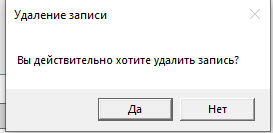 Удаление записи
Вы действительно хотите удалить запись?
Да
Нет